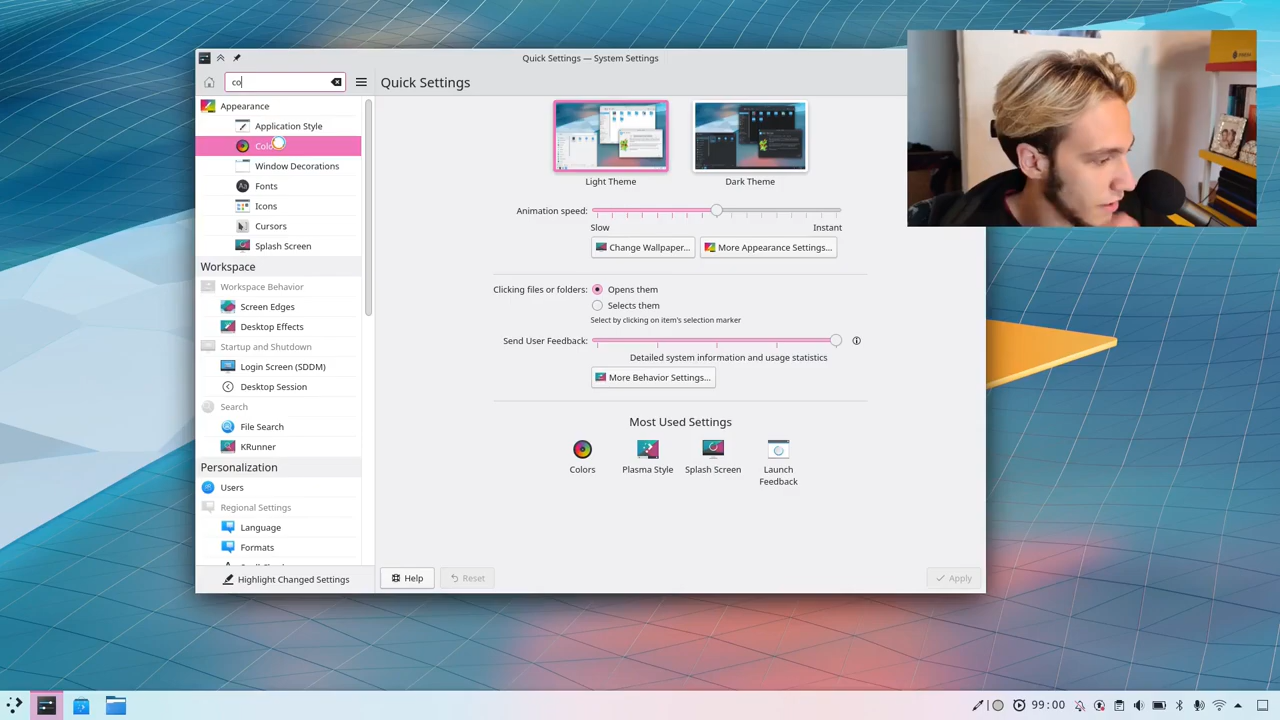 Quick Settings — System Settings
co
Quick Settings
Appearance
Application Style
Colo
Window Decorations
Fonts
Icons
Cursors
Splash Screen
Workspace
Workspace Behavior
Screen Edges
Desktop Effects
Startup and Shutdown
Login Screen (SDDM)
Desktop Session
Search
File Search
KRunner
Personalization
Users
Regional Settings
Language
Formats
Highlight Changed Settings
Light Theme
Dark Theme
Animation speed:
Slow
Instant
Change Wallpaper...
More Appearance Settings...
Clicking files or folders:
Opens them
Selects them
Select by clicking on item's selection marker
Send User Feedback:
Detailed system information and usage statistics
More Behavior Settings...
Most Used Settings
Colors
Plasma Style
Splash Screen
Launch
Feedback
Help
Reset
Apply
99:00